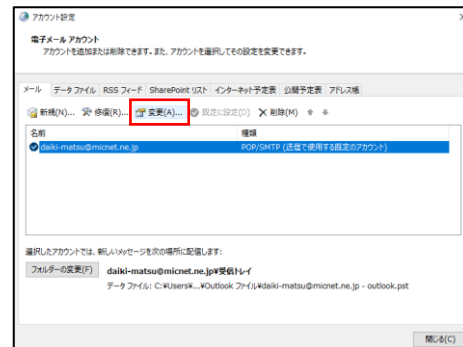 アカウント設定
電子メール アカウント
アカウントを追加または削除できます。また、アカウントを選択してその設定を変更できます。
メール データ ファイル RSS フィード SharePoint リスト インターネット予定表 公開予定表 アドレス帳
新規(N)... 修復(R)... 変更(A)... 既定に設定(D) 削除(M)
名前 種類
daiki-matsu@micnet.ne.jp POP/SMTP (送信で使用する既定のアカウント)
選択したアカウントでは、新しいメッセージを次の場所に配信します:
フォルダーの変更(F) daiki-matsu@micnet.ne.jp¥受信トレイ
データ ファイル: C:¥Users¥...¥Outlook ファイル¥daiki-matsu@micnet.ne.jp - outlook.pst
閉じる(C)